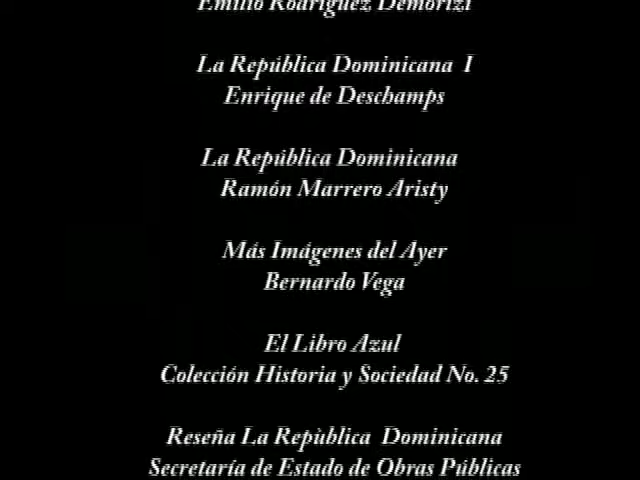 Emilio Rodríguez Demorizi
La República Dominicana I
Enrique de Deschamps
La República Dominicana
Ramón Marrero Aristy
Más Imágenes del Ayer
Bernardo Vega
El Libro Azul
Colección Historia y Sociedad No. 25
Reseña La Repùblica Dominicana
Secretaría de Estado de Obras Públicas